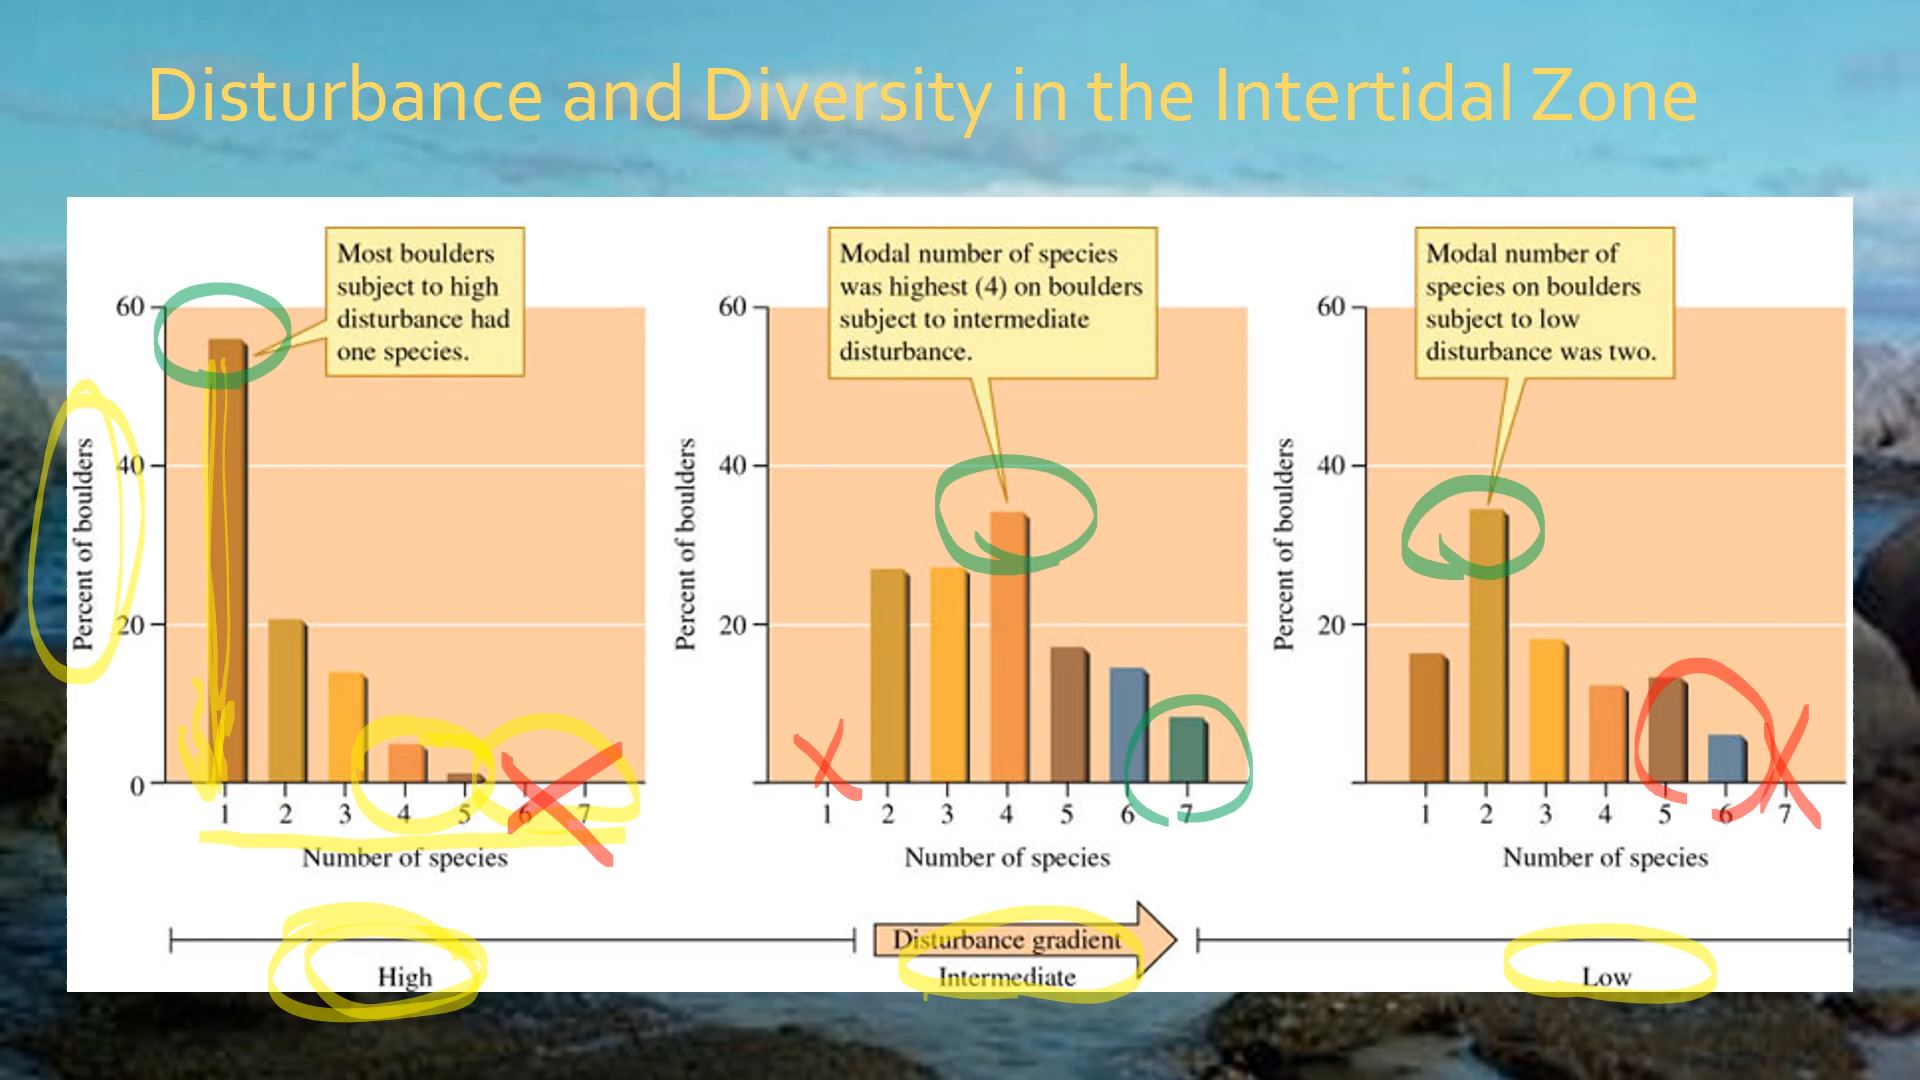 Disturbance and Diversity in the Intertidal Zone
Most boulders
subject to high
disturbance had
one species.
60
40
20
0
Percent of boulders
1 2 3 4 5 6 7
Number of species
Modal number of species
was highest (4) on boulders
subject to intermediate
disturbance.
60
40
20
Percent of boulders
1 2 3 4 5 6 7
Number of species
Modal number of
species on boulders
subject to low
disturbance was two.
60
40
20
Percent of boulders
1 2 3 4 5 6 7
Number of species
Disturbance gradient
High Intermediate Low